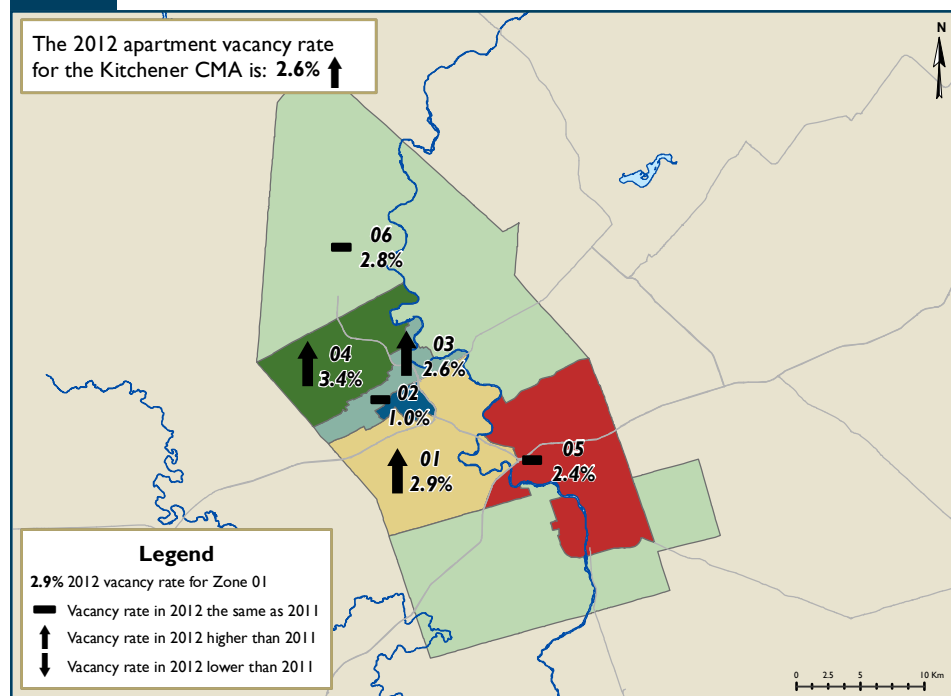 The 2012 apartment vacancy rate
for the Kitchener CMA is: 2.6%
N
06
2.8%
03
2.6%
04
3.4%
02
1.0%
01
2.9%
05
2.4%
Legend
2.9% 2012 vacancy rate for Zone 01
Vacancy rate in 2012 the same as 2011
Vacancy rate in 2012 higher than 2011
Vacancy rate in 2012 lower than 2011
0 2.5 5 10 Km